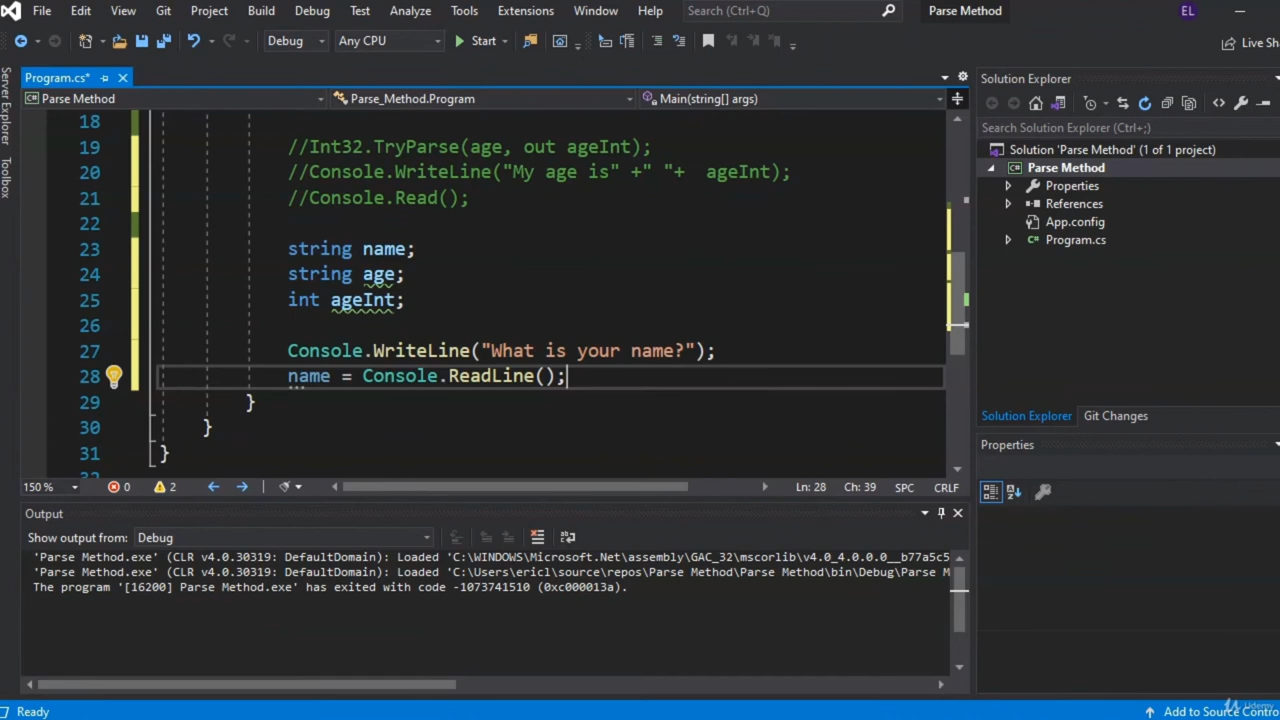 File Edit View Git Project Build Debug Test Analyze Tools Extensions Window Help Search (Ctrl+Q) Parse Method EL
Debug Any CPU Start Live Sh
Server Explorer
Toolbox
Program.cs*
Parse Method Parse_Method.Program Main(string[] args)
18
19 //Int32.TryParse(age, out ageInt);
20 //Console.WriteLine("My age is" +" "+  ageInt);
21 //Console.Read();
22
23 string name;
24 string age;
25 int ageInt;
26
27 Console.WriteLine("What is your name?");
28 name = Console.ReadLine();
29 }
30 }
31 }
150 % 0 2 Ln: 28 Ch: 39 SPC CRLF
Output
Show output from: Debug
'Parse Method.exe' (CLR v4.0.30319: DefaultDomain): Loaded 'C:\WINDOWS\Microsoft.Net\assembly\GAC_32\mscorlib\v4.0_4.0.0.0__b77a5c5
'Parse Method.exe' (CLR v4.0.30319: DefaultDomain): Loaded 'C:\Users\ericl\source\repos\Parse Method\Parse Method\bin\Debug\Parse M
The program '[16200] Parse Method.exe' has exited with code -1073741510 (0xc000013a).
Solution Explorer
Search Solution Explorer (Ctrl+;)
Solution 'Parse Method' (1 of 1 project)
C# Parse Method
Properties
References
App.config
C# Program.cs
Solution Explorer Git Changes
Properties
Ready Add to Source Contro
Udemy